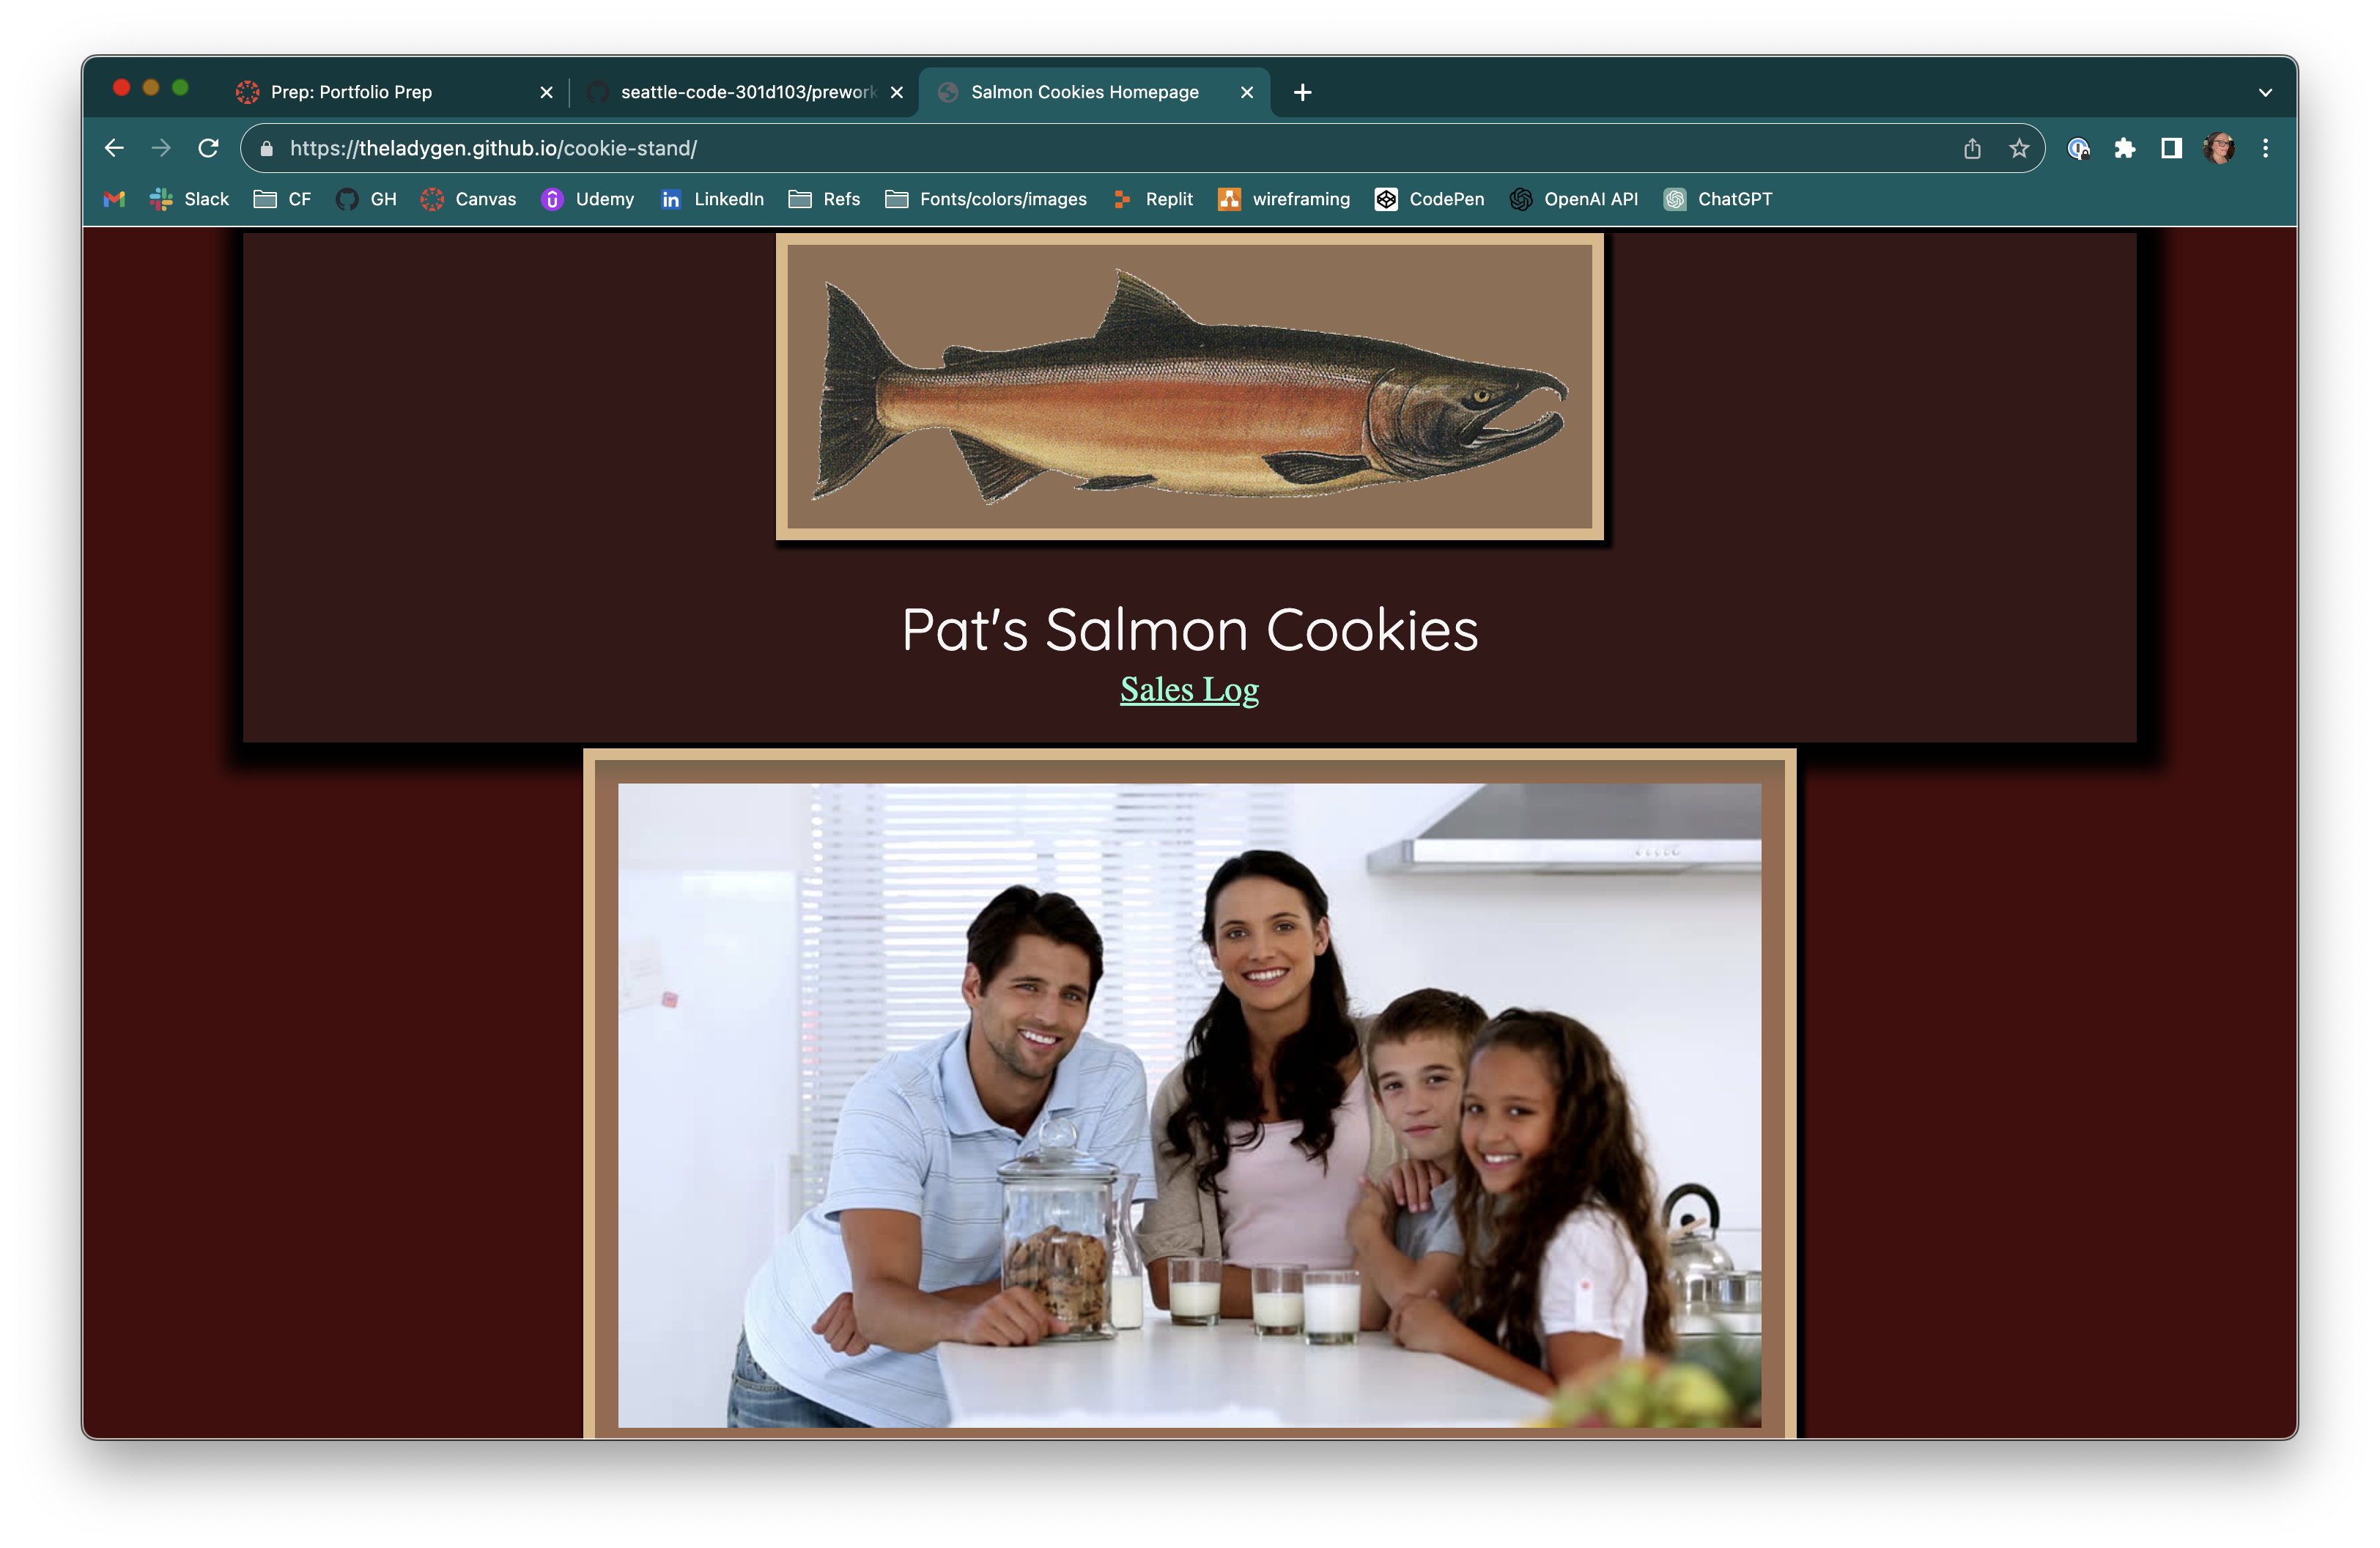 Prep: Portfolio Prep
seattle-code-301d103/prework
Salmon Cookies Homepage
https://theladygen.github.io/cookie-stand/
Slack
CF
GH
Canvas
Udemy
LinkedIn
Refs
Fonts/colors/images
Replit
wireframing
CodePen
OpenAI API
ChatGPT
Pat's Salmon Cookies
Sales Log